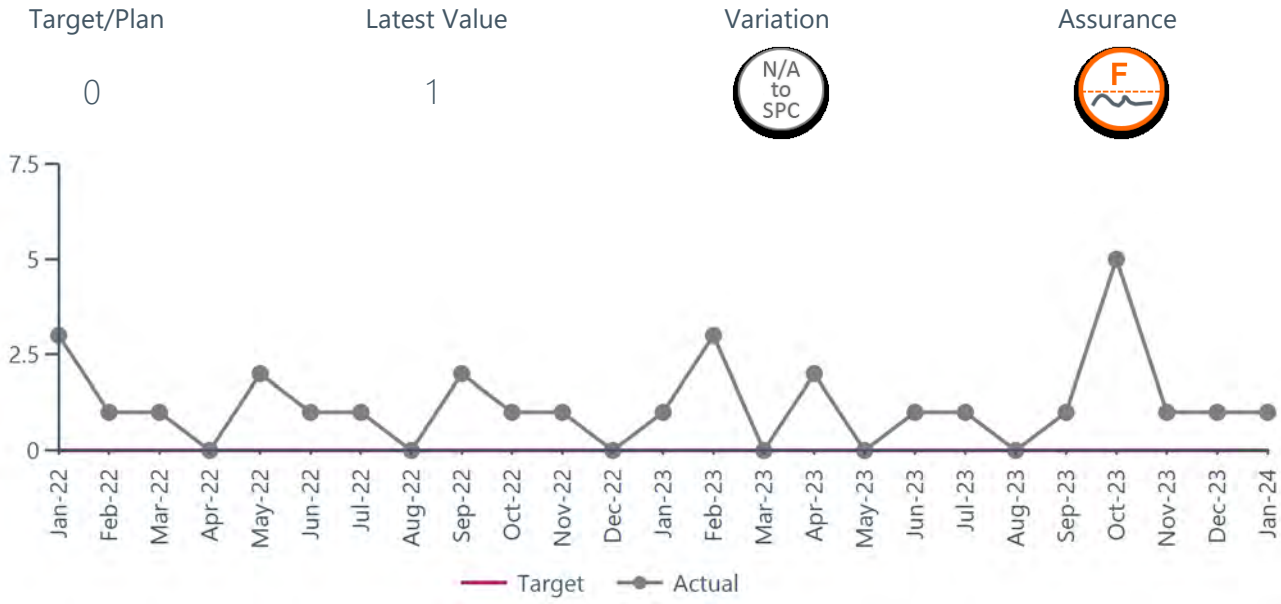 Target/Plan
Latest Value
Variation
Assurance
0
1
N/A
to
SPC
F
7.5
5
2.5
0
Jan-22
Feb-22
Mar-22
Apr-22
May-22
Jun-22
Jul-22
Aug-22
Sep-22
Oct-22
Nov-22
Dec-22
Jan-23
Feb-23
Mar-23
Apr-23
May-23
Jun-23
Jul-23
Aug-23
Sep-23
Oct-23
Nov-23
Dec-23
Jan-24
Target
Actual